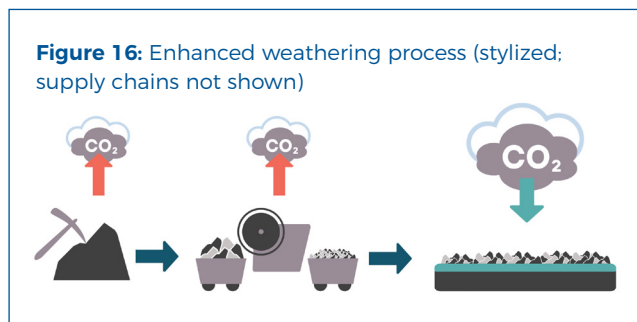 Figure 16: Enhanced weathering process (stylized;
supply chains not shown)
CO₂
CO₂
CO₂